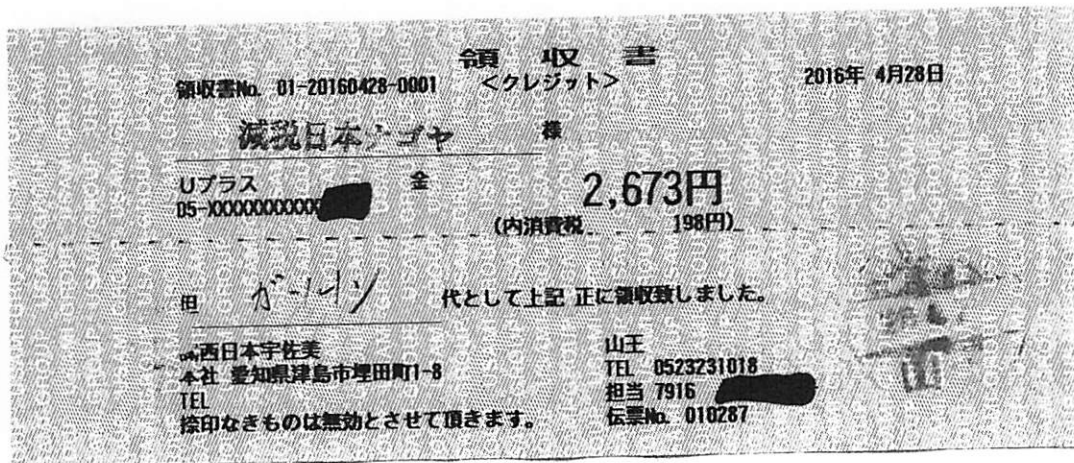 領収書
領収書No. 01-20160428-0001 <クレジット> 2016年 4月28日
減税日本ナゴヤ 様
Uプラス 金 2,673円
05-XXXXXXXXXXXX
(内消費税 198円)
但 ガソリン 代として上記 正に領収致しました。
㈱西日本宇佐美 山王
本社 愛知県津島市埋田町1-8 TEL 0523231018
TEL 担当 7916
捺印なきものは無効とさせて頂きます。 伝票No. 010287